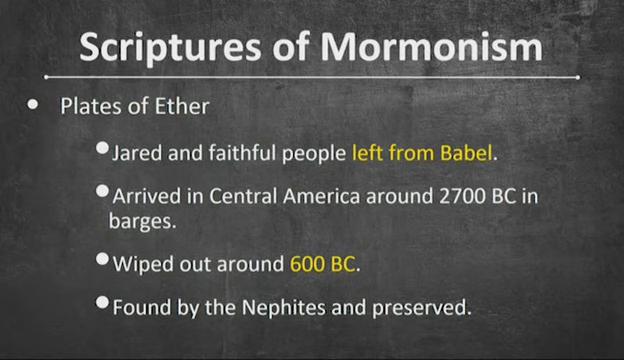 Scriptures of Mormonism
• Plates of Ether
• Jared and faithful people left from Babel.
• Arrived in Central America around 2700 BC in
barges.
• Wiped out around 600 BC.
• Found by the Nephites and preserved.